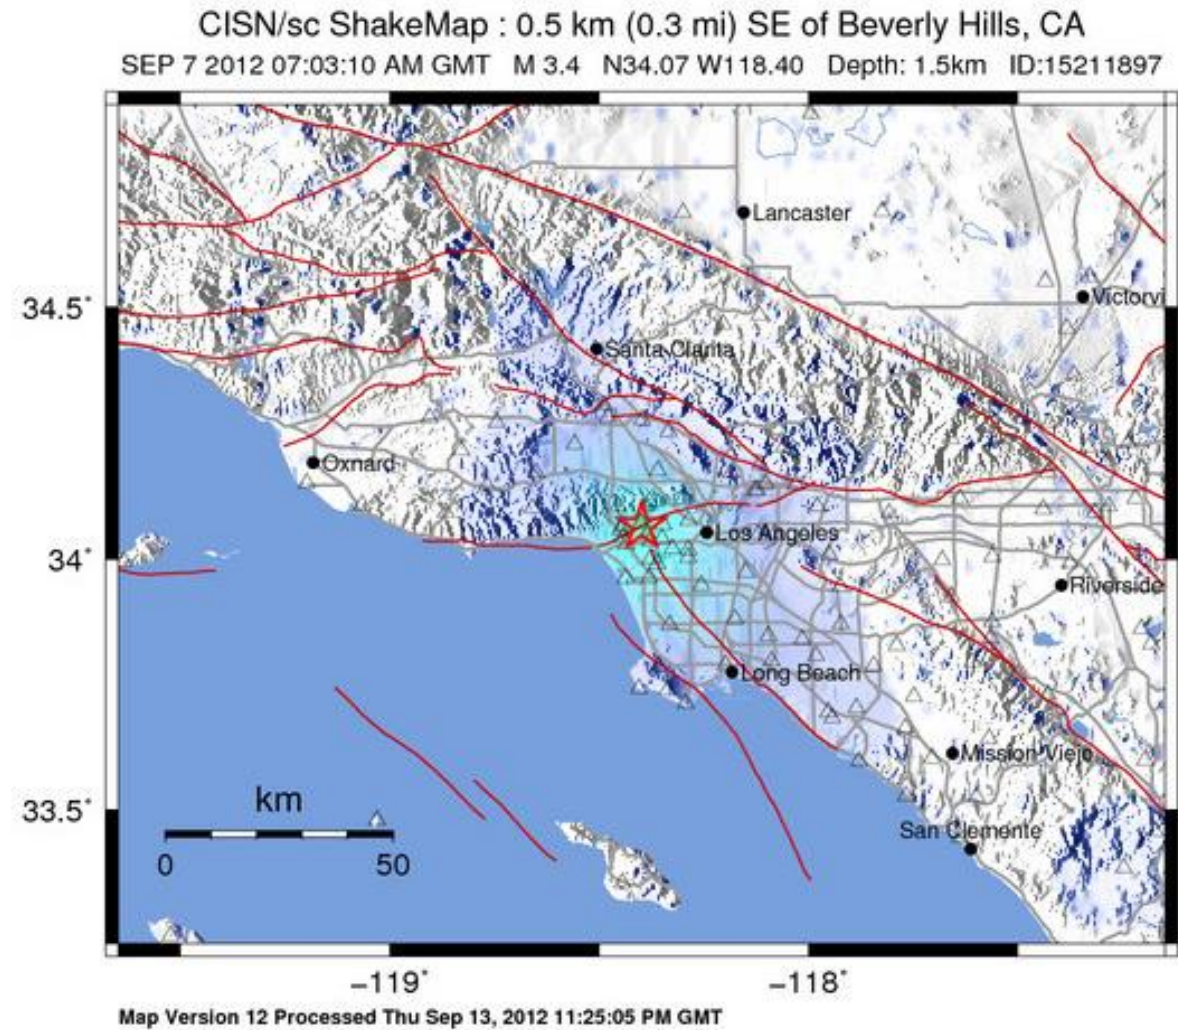 CISN/sc ShakeMap : 0.5 km (0.3 mi) SE of Beverly Hills, CA
SEP 7 2012 07:03:10 AM GMT M 3.4 N34.07 W118.40 Depth: 1.5km ID:15211897
Lancaster
34.5°
Victorvi
Santa Clarita
Oxnard
34°
Los Angeles
Riverside
Long Beach
Mission Viejo
33.5°
km
0 50
San Clemente
-119° -118°
Map Version 12 Processed Thu Sep 13, 2012 11:25:05 PM GMT